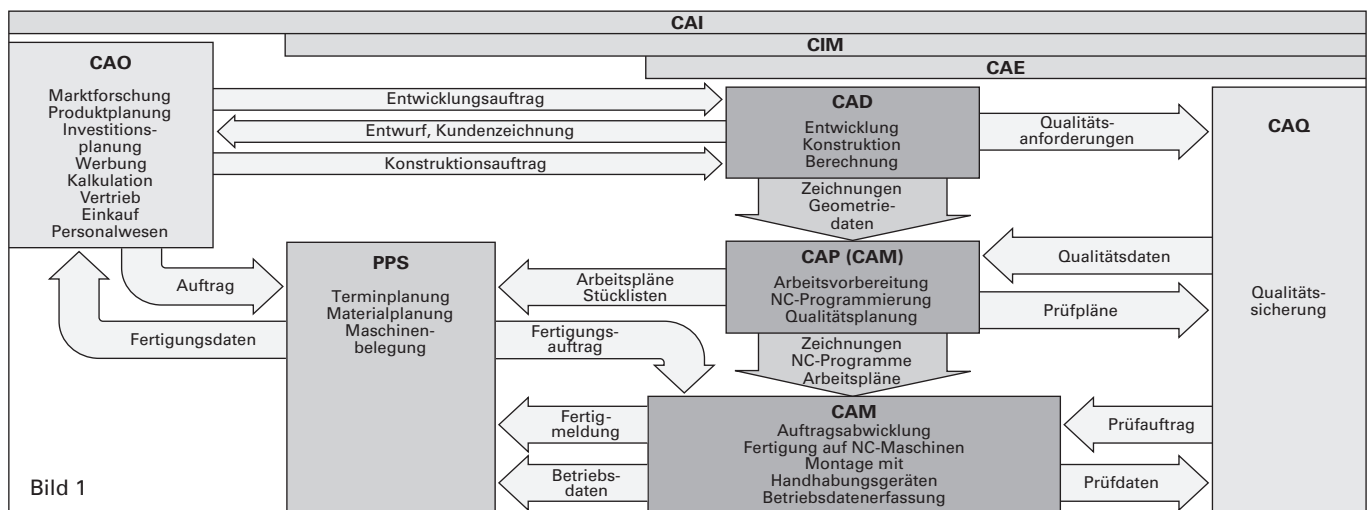 CAI
CIM
CAE
CAO
Marktforschung
Produktplanung
Investitions-
planung
Werbung
Kalkulation
Vertrieb
Einkauf
Personalwesen
Entwicklungsauftrag
Entwurf, Kundenzeichnung
Konstruktionsauftrag
CAD
Entwicklung
Konstruktion
Berechnung
Qualitäts-
anforderungen
CAQ
Qualitäts-
sicherung
Zeichnungen
Geometrie-
daten
Auftrag
Fertigungsdaten
PPS
Terminplanung
Materialplanung
Maschinen-
belegung
Arbeitspläne
Stücklisten
Fertigungs-
auftrag
CAP (CAM)
Arbeitsvorbereitung
NC-Programmierung
Qualitätsplanung
Qualitätsdaten
Prüfpläne
Zeichnungen
NC-Programme
Arbeitspläne
Fertig-
meldung
Betriebs-
daten
CAM
Auftragsabwicklung
Fertigung auf NC-Maschinen
Montage mit
Handhabungsgeräten
Betriebsdatenerfassung
Prüfauftrag
Prüfdaten
Bild 1